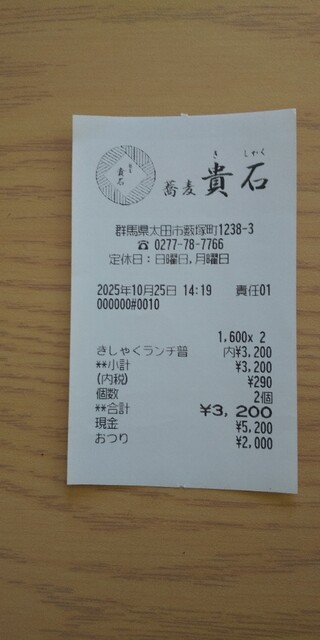 貴石
きしゃく
蕎麦 貴石
群馬県太田市藪塚町1238-3
☎ 0277-78-7766
定休日：日曜日,月曜日
2025年10月25日 14:19 責任01
000000#0010
1,600x 2
きしゃくランチ普 内¥3,200
**小計 ¥3,200
(内税) ¥290
個数 2個
**合計 ¥3,200
現金 ¥5,200
おつり ¥2,000